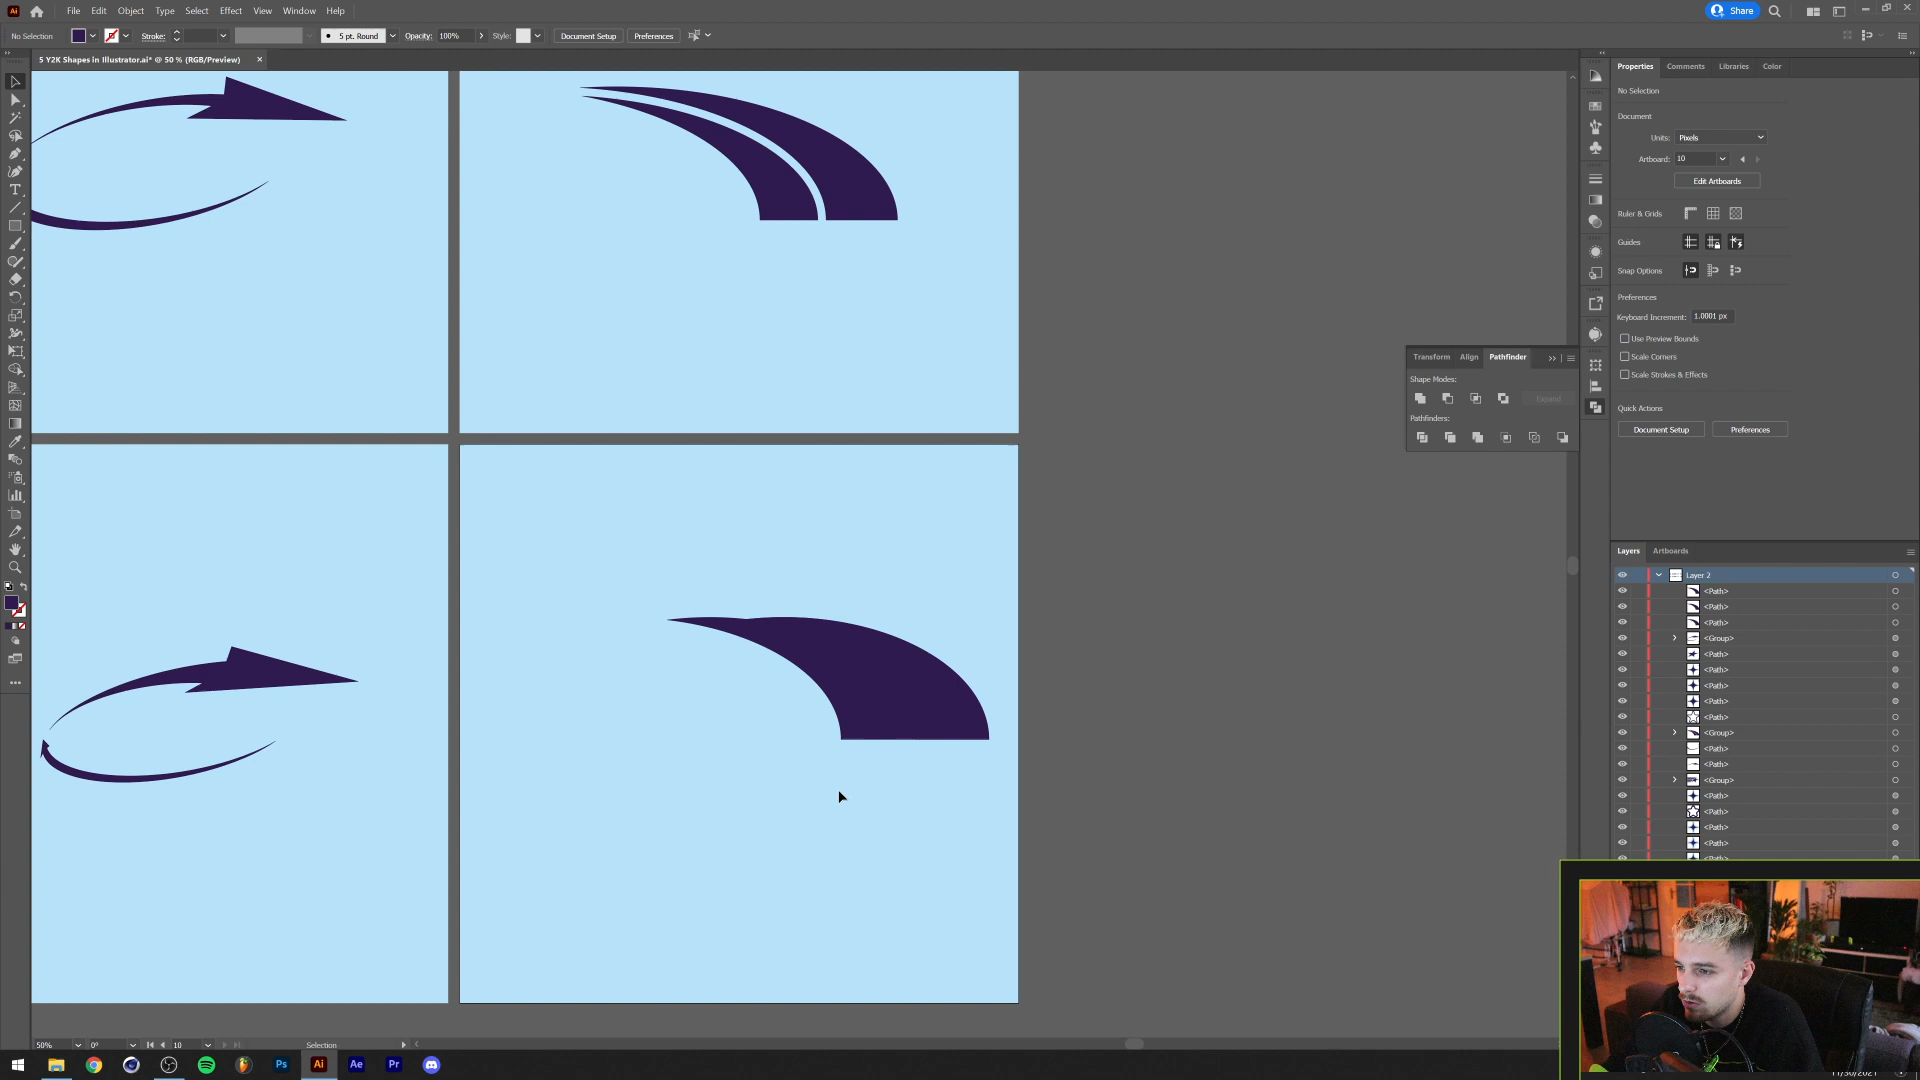 Ai File Edit Object Type Select Effect View Window Help Share
No Selection Stroke: 5 pt. Round Opacity: 100% Style: Document Setup Preferences
5 Y2K Shapes in Illustrator.ai* @ 50 % (RGB/Preview)
Properties Comments Libraries Color
No Selection
Document
Units: Pixels
Artboard: 10
Edit Artboards
Ruler & Grids
Guides
Snap Options
Preferences
Keyboard Increment: 1.0001 px
Use Preview Bounds
Scale Corners
Scale Strokes & Effects
Quick Actions
Document Setup Preferences
Transform Align Pathfinder
Shape Modes:
Expand
Pathfinders:
Layers Artboards
Layer 2
<Path>
<Path>
<Path>
<Group>
<Path>
<Path>
<Path>
<Path>
<Path>
<Group>
<Path>
<Path>
<Group>
<Path>
<Path>
<Path>
<Path>
<Path>
50% 0° 10 Selection
Ps Ai Ae Pr